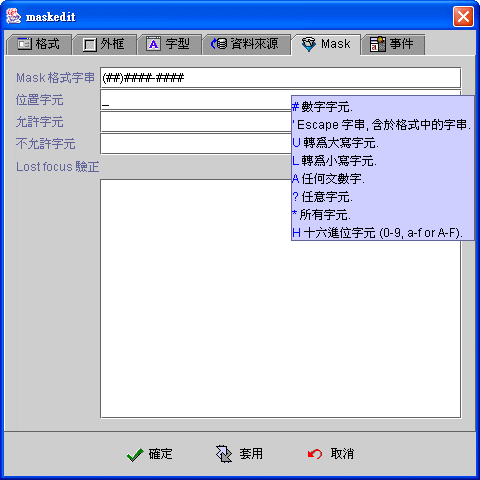 maskedit
格式 外框 字型 資料來源 Mask 事件
Mask 格式字串 (##)####-####
位置字元 _
允許字元
不允許字元
Lost focus 驗正
# 數字字元.
' Escape 字串, 含於格式中的字串.
U 轉為大寫字元.
L 轉為小寫字元.
A 任何文數字.
? 任意字元.
* 所有字元.
H 十六進位字元 (0-9, a-f or A-F).
確定 套用 取消